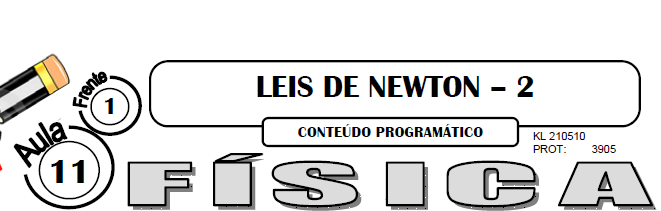 LEIS DE NEWTON – 2
Frente
1
CONTEÚDO PROGRAMÁTICO
KL 210510
PROT: 3905
Aula
11
FÍSICA